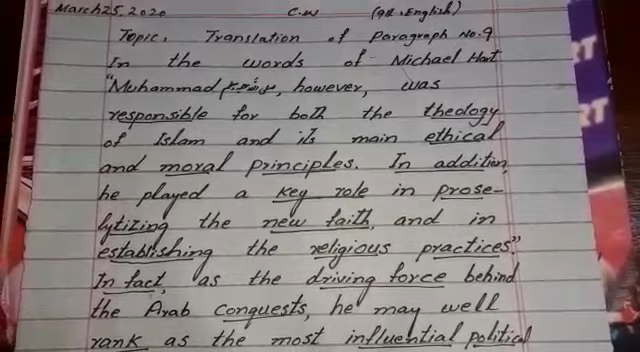 March 25, 2020 C.W (9th, English)
Topic. Translation of Paragraph No.9
In the words of Michael Hart
"Muhammad ﷺ, however, was
responsible for both the theology
of Islam and its main ethical
and moral principles. In addition,
he played a key role in prose-
lytizing the new faith, and in
establishing the religious practices."
In fact, as the driving force behind
the Arab conquests, he may well
rank as the most influential political
RT
RT